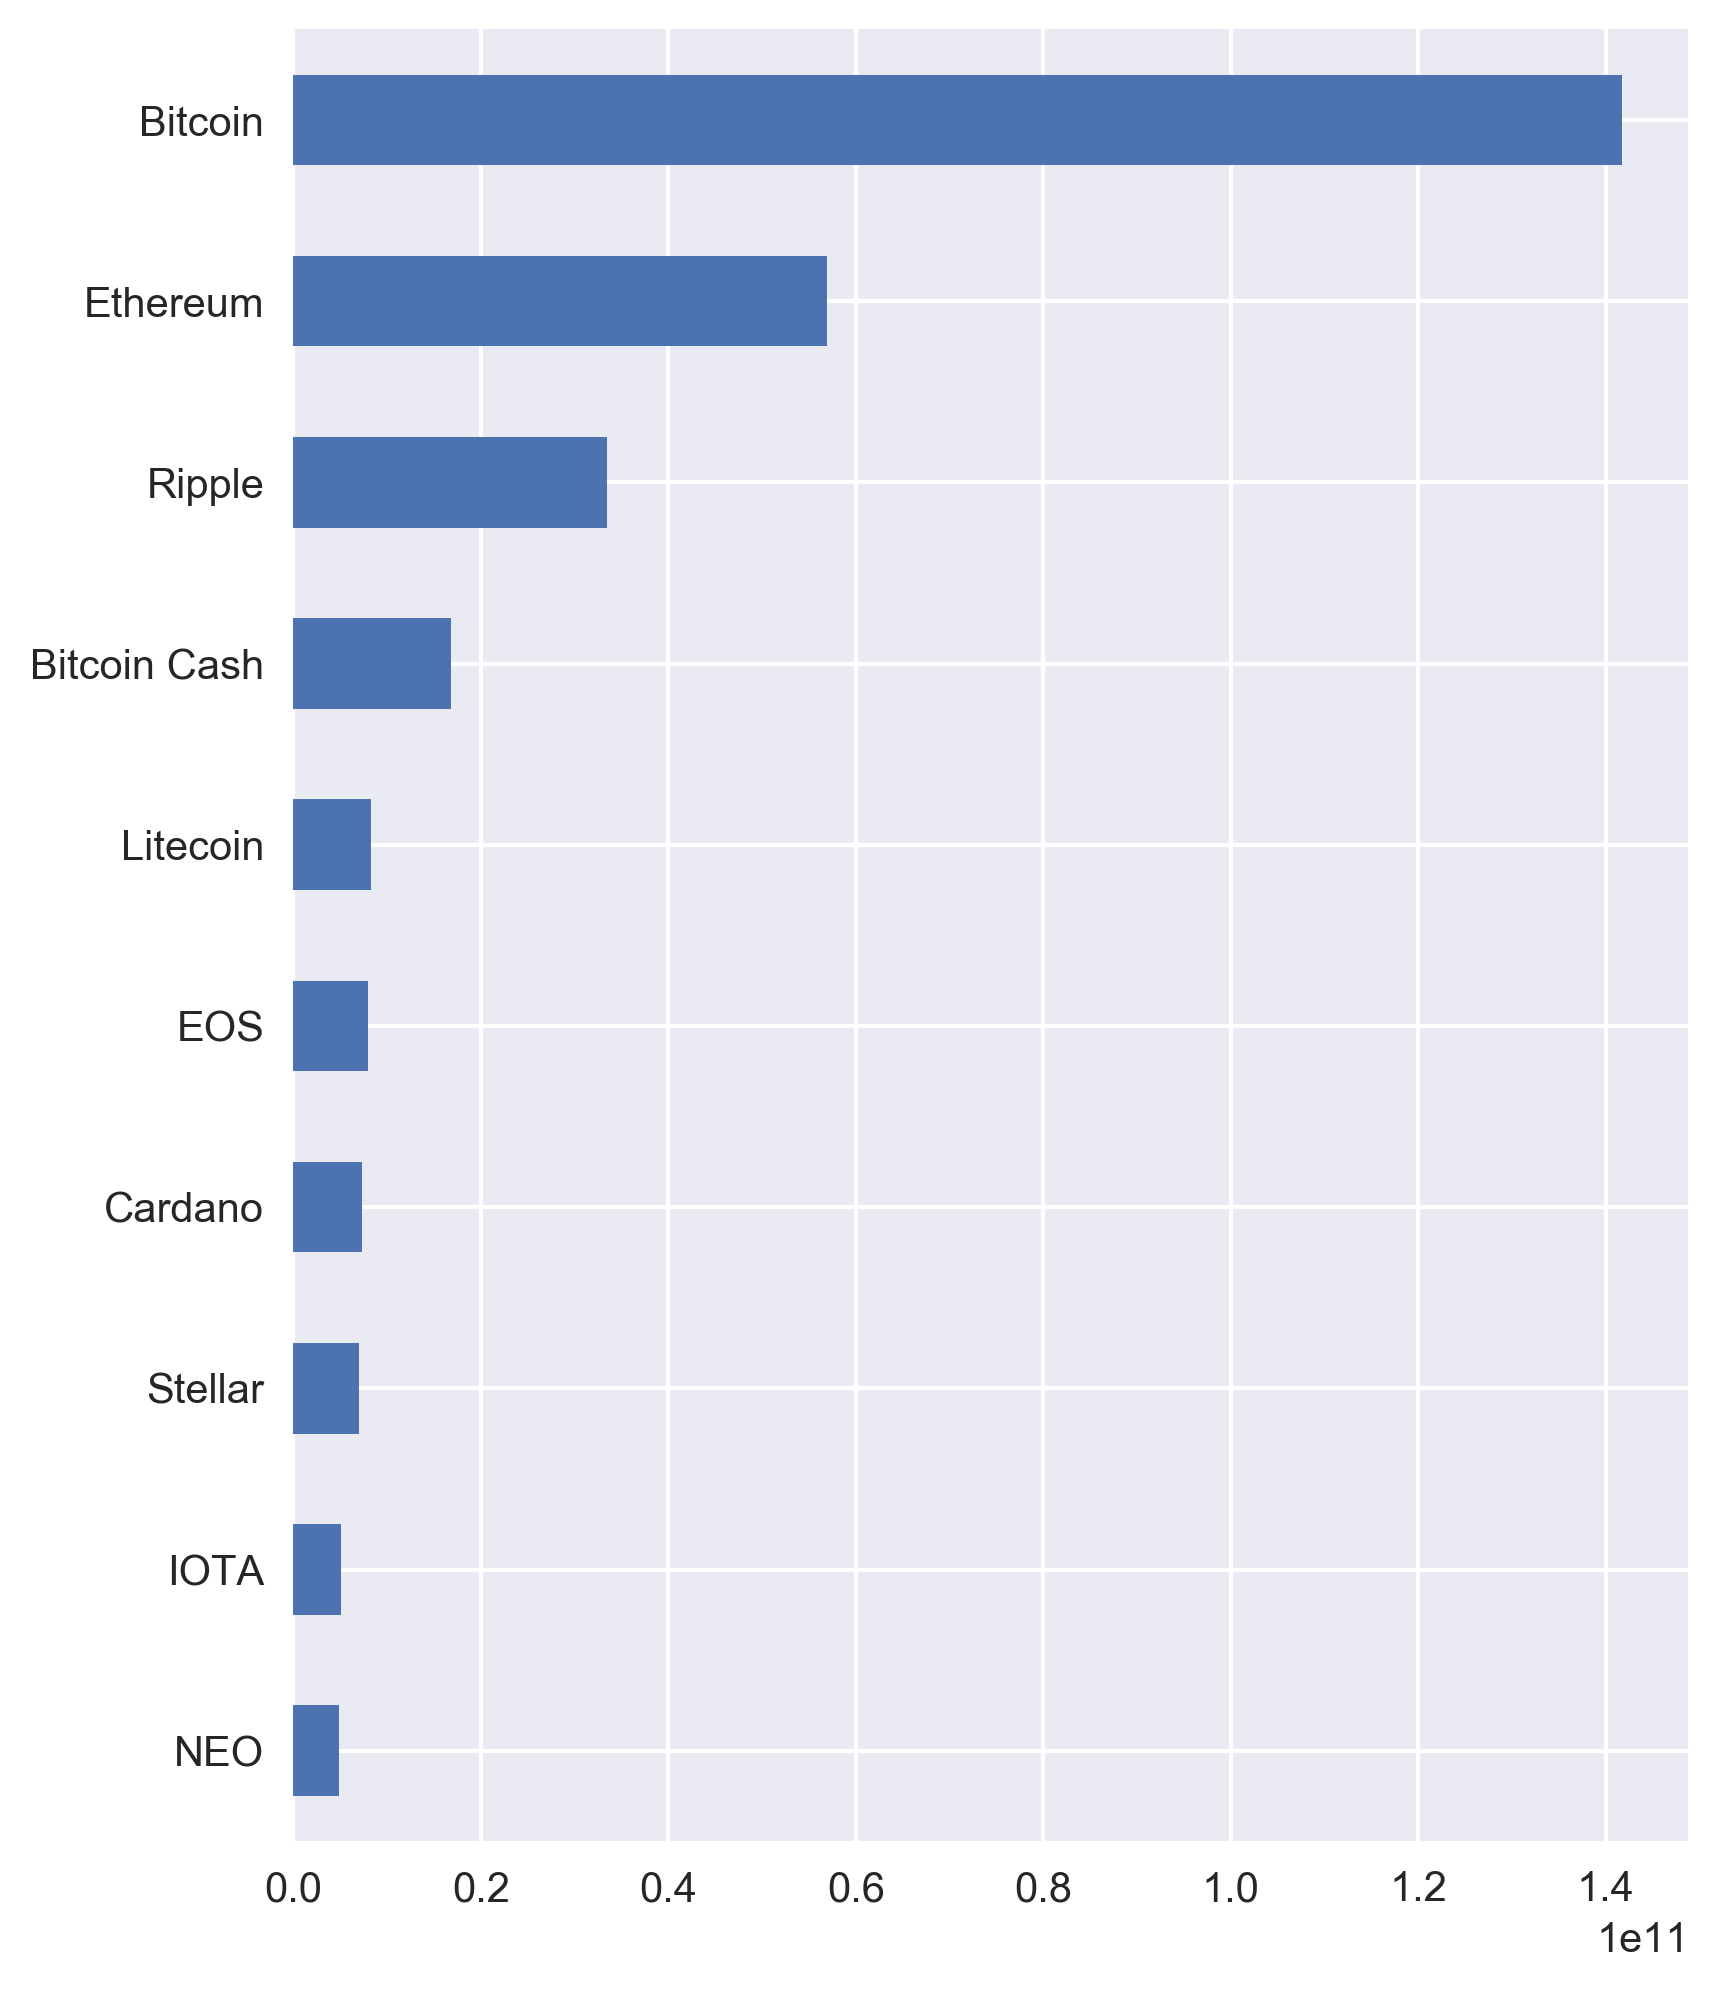 Bitcoin
Ethereum
Ripple
Bitcoin Cash
Litecoin
EOS
Cardano
Stellar
IOTA
NEO
0.0 0.2 0.4 0.6 0.8 1.0 1.2 1.4
1e11